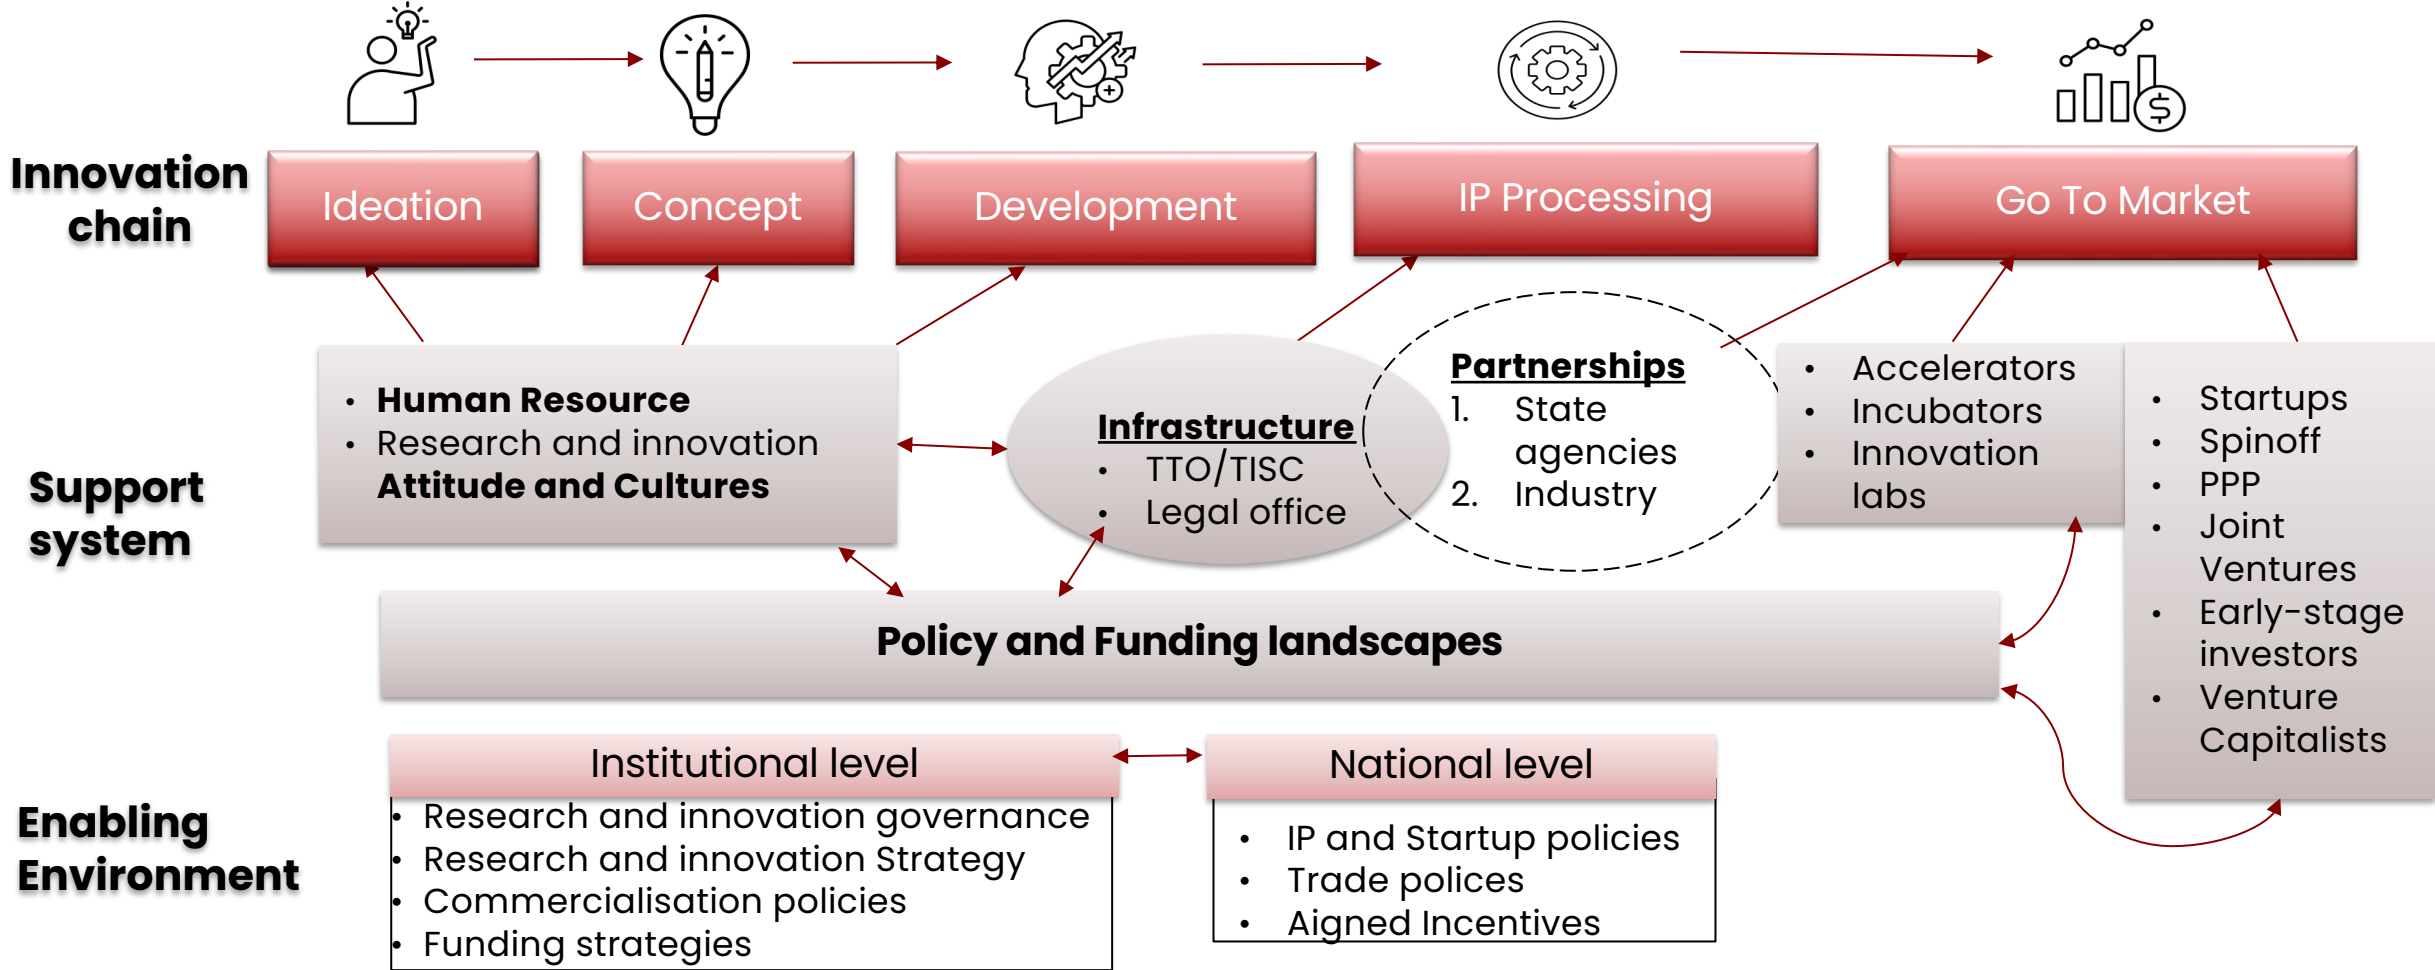 Innovation
chain
Ideation
Concept
Development
IP Processing
Go To Market
Support
system
• Human Resource
• Research and innovation
Attitude and Cultures
Infrastructure
• TTO/TISC
• Legal office
Partnerships
1. State
agencies
2. Industry
• Accelerators
• Incubators
• Innovation
labs
• Startups
• Spinoff
• PPP
• Joint
Ventures
• Early-stage
investors
• Venture
Capitalists
Policy and Funding landscapes
Enabling
Environment
Institutional level
• Research and innovation governance
• Research and innovation Strategy
• Commercialisation policies
• Funding strategies
National level
• IP and Startup policies
• Trade polices
• Aigned Incentives